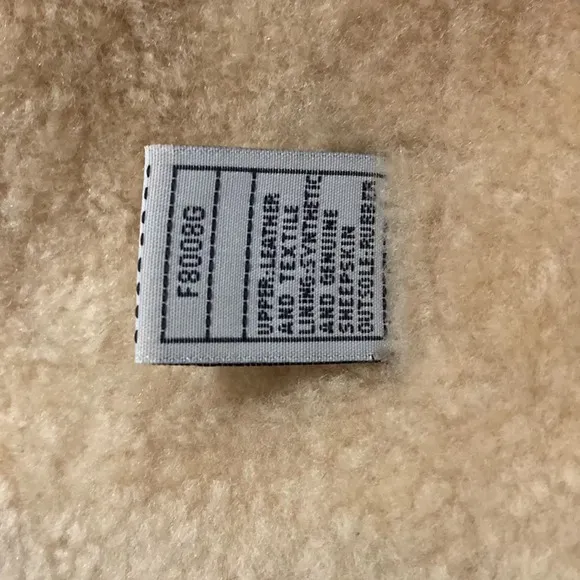 F8008G
UPPER:LEATHER
AND TEXTILE
LINING:SYNTHETIC
AND GENUINE
SHEEPSKIN
OUTSOLE:RUBBER